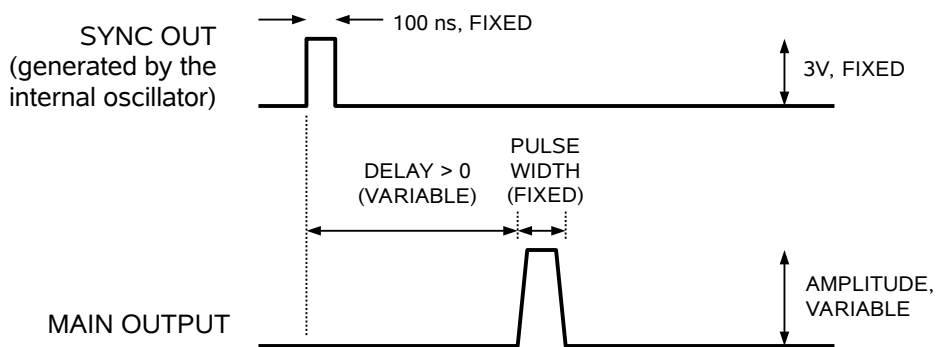 100 ns, FIXED
SYNC OUT
(generated by the
internal oscillator)
3V, FIXED
PULSE
WIDTH
(FIXED)
DELAY > 0
(VARIABLE)
AMPLITUDE,
VARIABLE
MAIN OUTPUT